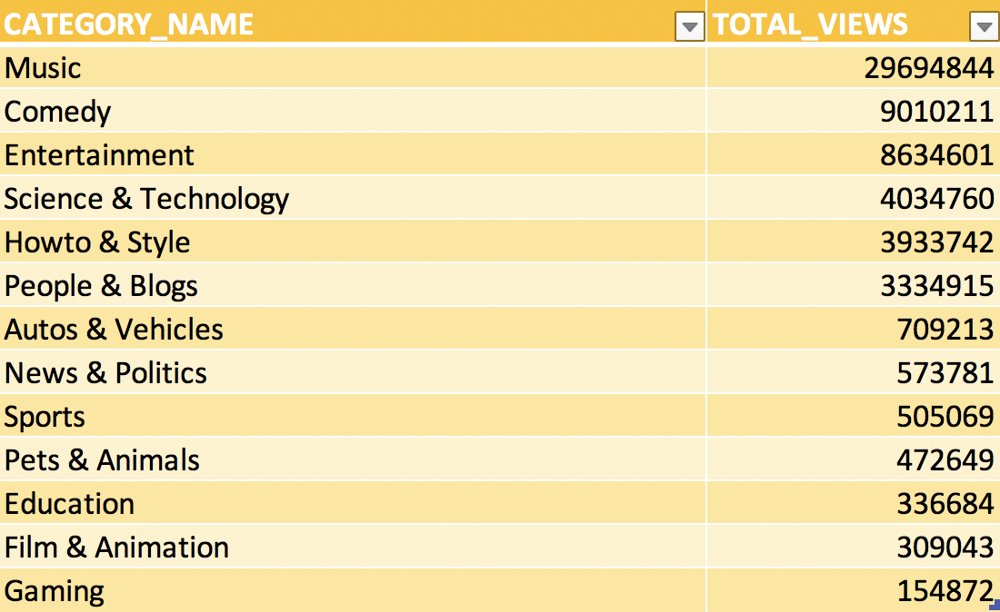 CATEGORY_NAME TOTAL_VIEWS
Music 29694844
Comedy 9010211
Entertainment 8634601
Science & Technology 4034760
Howto & Style 3933742
People & Blogs 3334915
Autos & Vehicles 709213
News & Politics 573781
Sports 505069
Pets & Animals 472649
Education 336684
Film & Animation 309043
Gaming 154872